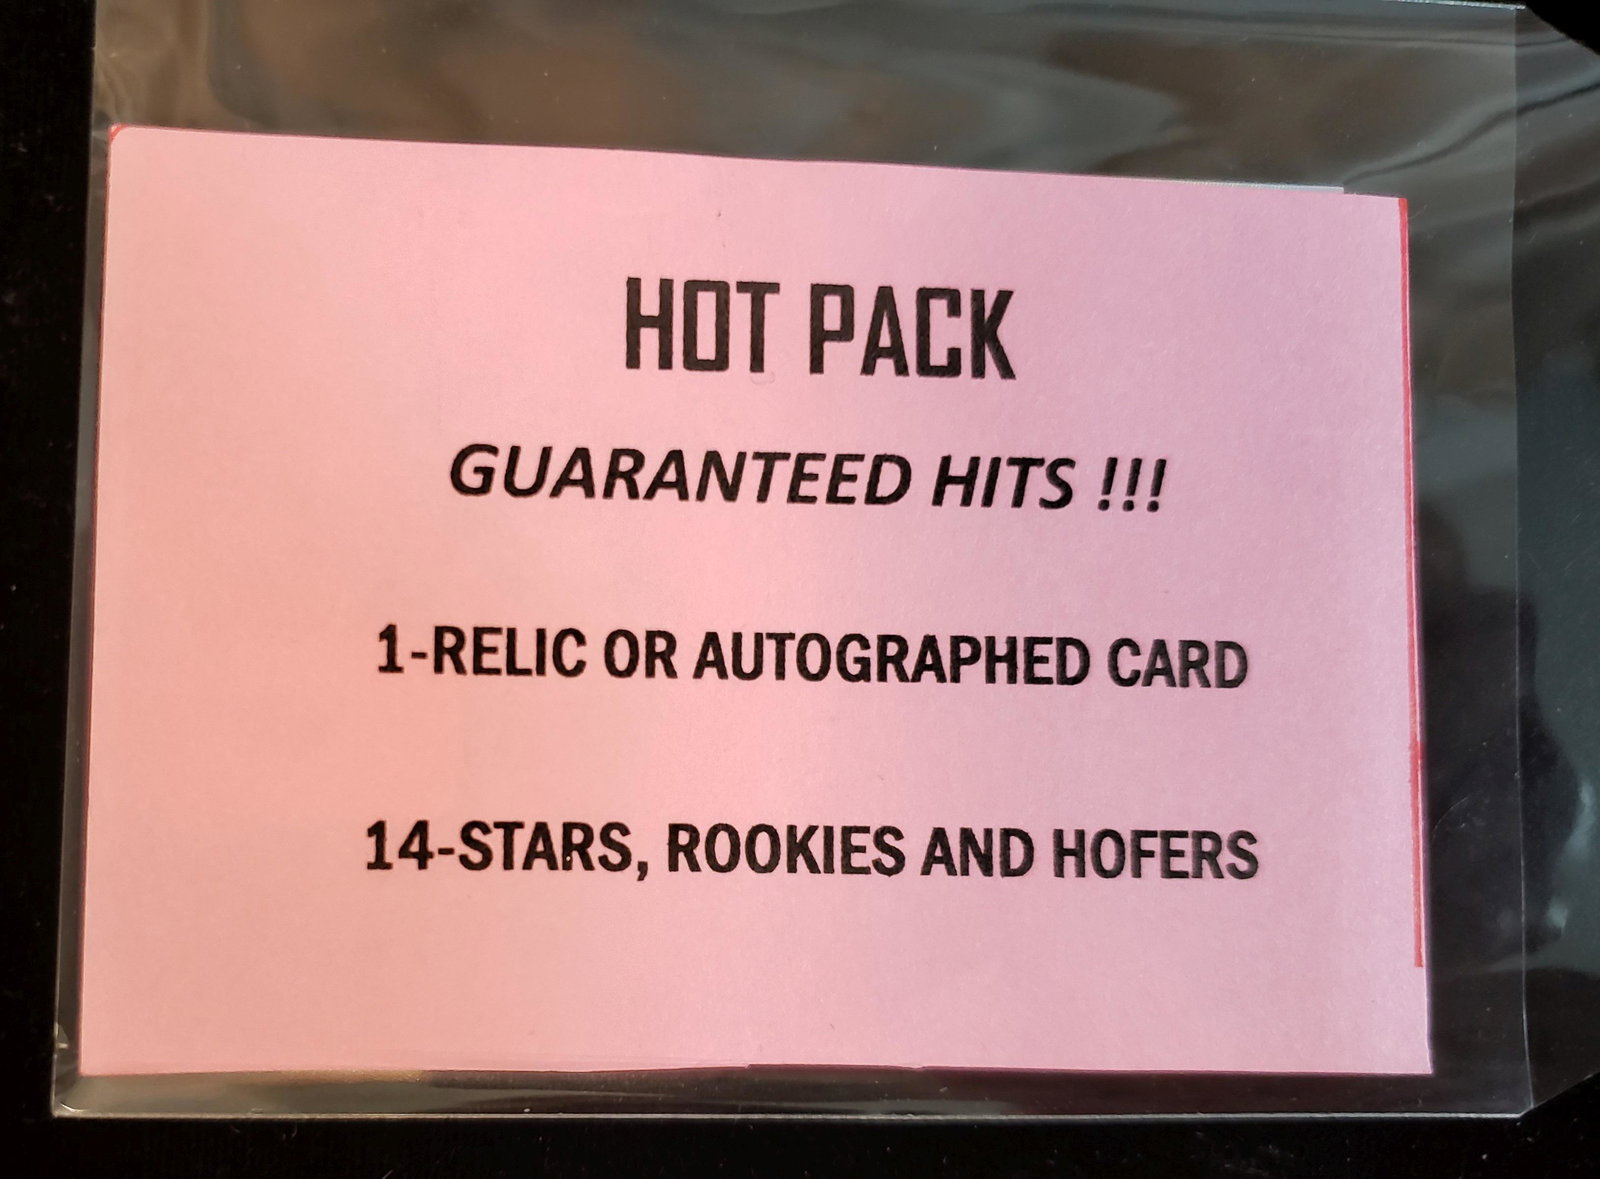 HOT PACK
GUARANTEED HITS !!!
1-RELIC OR AUTOGRAPHED CARD
14-STARS, ROOKIES AND HOFERS